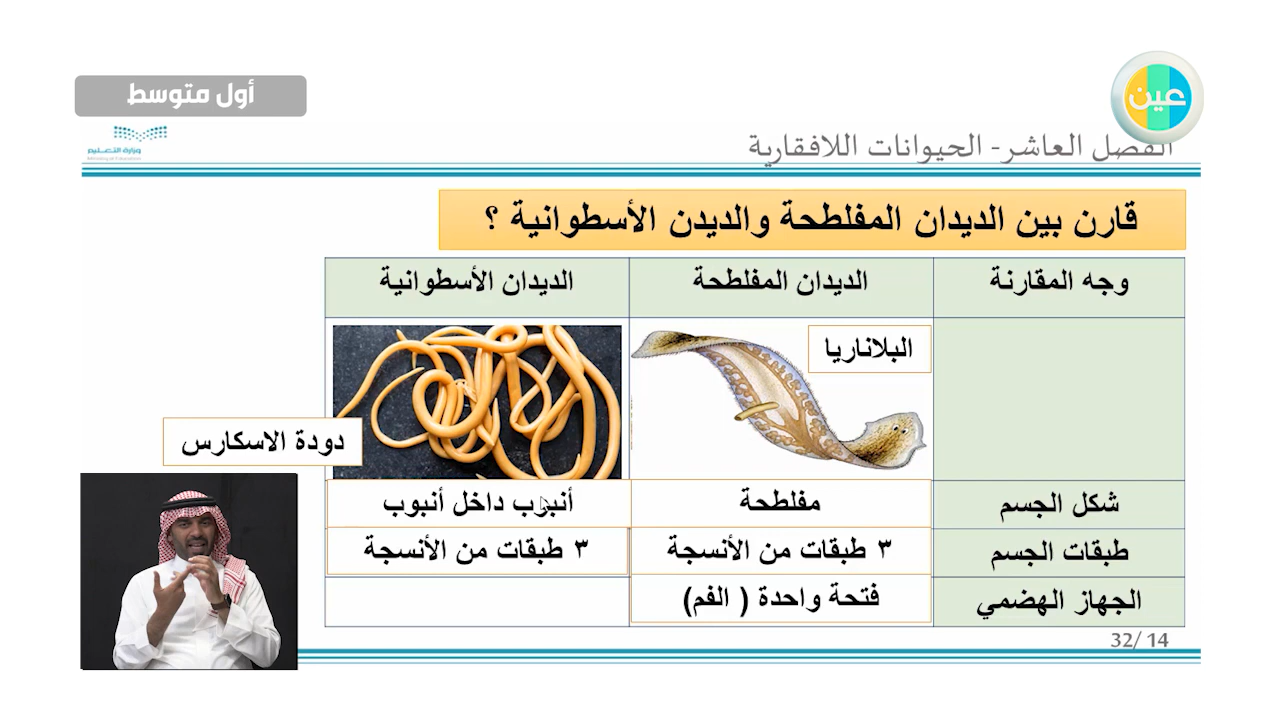 أول متوسط
عين
وزارة التعليم
الفصل العاشر- الحيوانات اللافقارية
قارن بين الديدان المفلطحة والديدن الأسطوانية ؟
وجه المقارنة
الديدان المفلطحة
الديدان الأسطوانية
البلاناريا
دودة الاسكارس
شكل الجسم
مفلطحة
أنبوب داخل أنبوب
طبقات الجسم
٣ طبقات من الأنسجة
٣ طبقات من الأنسجة
الجهاز الهضمي
فتحة واحدة ( الفم)
32/ 14